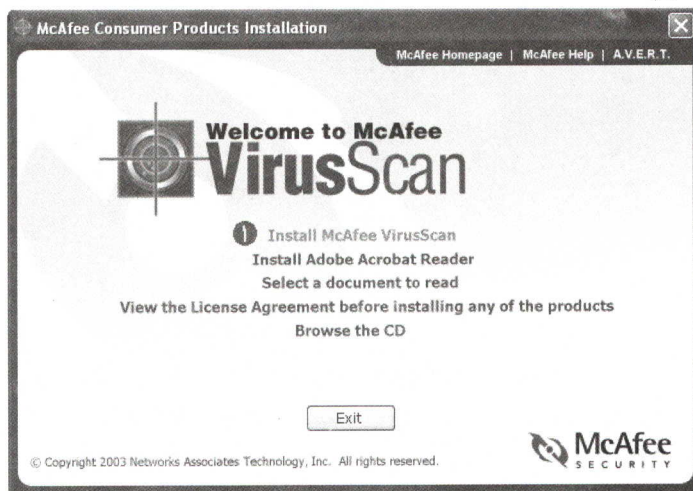 McAfee Consumer Products Installation
McAfee Homepage | McAfee Help | A.V.E.R.T.
Welcome to McAfee
VirusScan
1 Install McAfee VirusScan
Install Adobe Acrobat Reader
Select a document to read
View the License Agreement before installing any of the products
Browse the CD
Exit
© Copyright 2003 Networks Associates Technology, Inc. All rights reserved.
McAfee
SECURITY